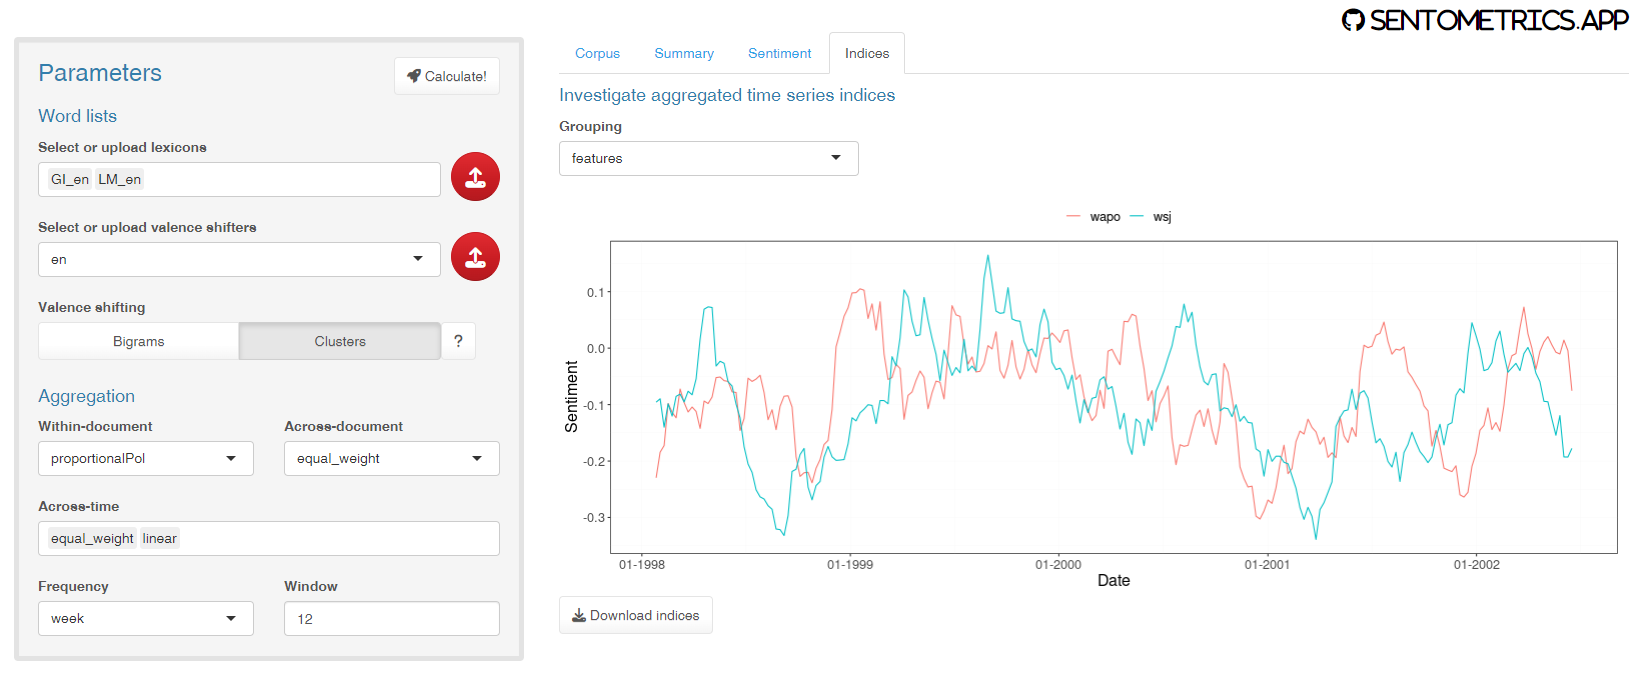 SENTOMETRICS.APP
Parameters
Calculate!
Word lists
Select or upload lexicons
GI_en LM_en
Select or upload valence shifters
en
Valence shifting
Bigrams Clusters ?
Aggregation
Within-document Across-document
proportionalPol equal_weight
Across-time
equal_weight linear
Frequency Window
week 12
Corpus Summary Sentiment Indices
Investigate aggregated time series indices
Grouping
features
wapo wsj
Sentiment
0.1
0.0
-0.1
-0.2
-0.3
01-1998 01-1999 01-2000 01-2001 01-2002
Date
Download indices